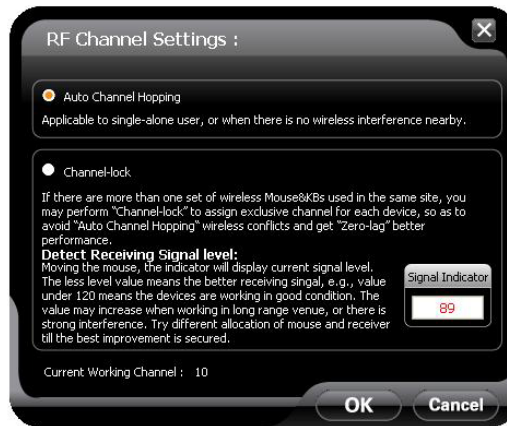 RF Channel Settings :
Auto Channel Hopping
Applicable to single-alone user, or when there is no wireless interference nearby.
Channel-lock
If there are more than one set of wireless Mouse&KBs used in the same site, you
may perform "Channel-lock" to assign exclusive channel for each device, so as to
avoid "Auto Channel Hopping" wireless conflicts and get "Zero-lag" better
performance.
Detect Receiving Signal level:
Moving the mouse, the indicator will display current signal level.
The less level value means the better receiving singal, e.g., value
under 120 means the devices are working in good condition. The
value may increase when working in long range venue, or there is
strong interference. Try different allocation of mouse and receiver
till the best improvement is secured.
Signal Indicator
89
Current Working Channel : 10
OK
Cancel